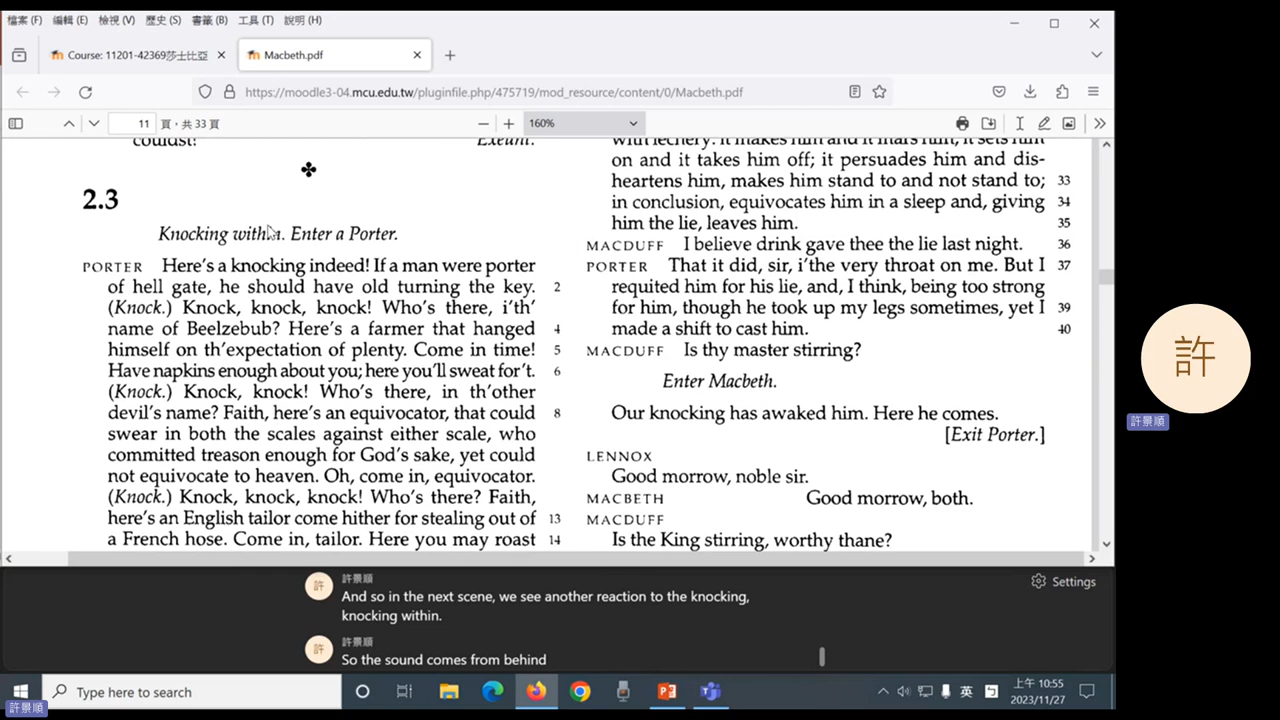 檔案 (F) 編輯 (E) 檢視 (V) 歷史 (S) 書籤 (B) 工具 (T) 說明 (H)
Course: 11201-42369莎士比亞
Macbeth.pdf
https://moodle3-04.mcu.edu.tw/pluginfile.php/475719/mod_resource/content/0/Macbeth.pdf
11 頁，共 33 頁
160%
couldst! Exeunt.
2.3
Knocking within. Enter a Porter.
PORTER Here's a knocking indeed! If a man were porter
of hell gate, he should have old turning the key. 2
(Knock.) Knock, knock, knock! Who's there, i'th'
name of Beelzebub? Here's a farmer that hanged 4
himself on th'expectation of plenty. Come in time! 5
Have napkins enough about you; here you'll sweat for't. 6
(Knock.) Knock, knock! Who's there, in th'other
devil's name? Faith, here's an equivocator, that could 8
swear in both the scales against either scale, who
committed treason enough for God's sake, yet could
not equivocate to heaven. Oh, come in, equivocator.
(Knock.) Knock, knock, knock! Who's there? Faith,
here's an English tailor come hither for stealing out of 13
a French hose. Come in, tailor. Here you may roast 14
with lechery: it makes him and it mars him; it sets him
on and it takes him off; it persuades him and dis-
heartens him, makes him stand to and not stand to; 33
in conclusion, equivocates him in a sleep and, giving 34
him the lie, leaves him. 35
MACDUFF I believe drink gave thee the lie last night. 36
PORTER That it did, sir, i'the very throat on me. But I 37
requited him for his lie, and, I think, being too strong
for him, though he took up my legs sometimes, yet I 39
made a shift to cast him. 40
MACDUFF Is thy master stirring?
Enter Macbeth.
Our knocking has awaked him. Here he comes.
[Exit Porter.]
LENNOX
Good morrow, noble sir.
MACBETH Good morrow, both.
MACDUFF
Is the King stirring, worthy thane?
許
許景順
許
許景順
And so in the next scene, we see another reaction to the knocking,
knocking within.
許
許景順
So the sound comes from behind
Settings
Type here to search
英
上午 10:55
2023/11/27
許景順